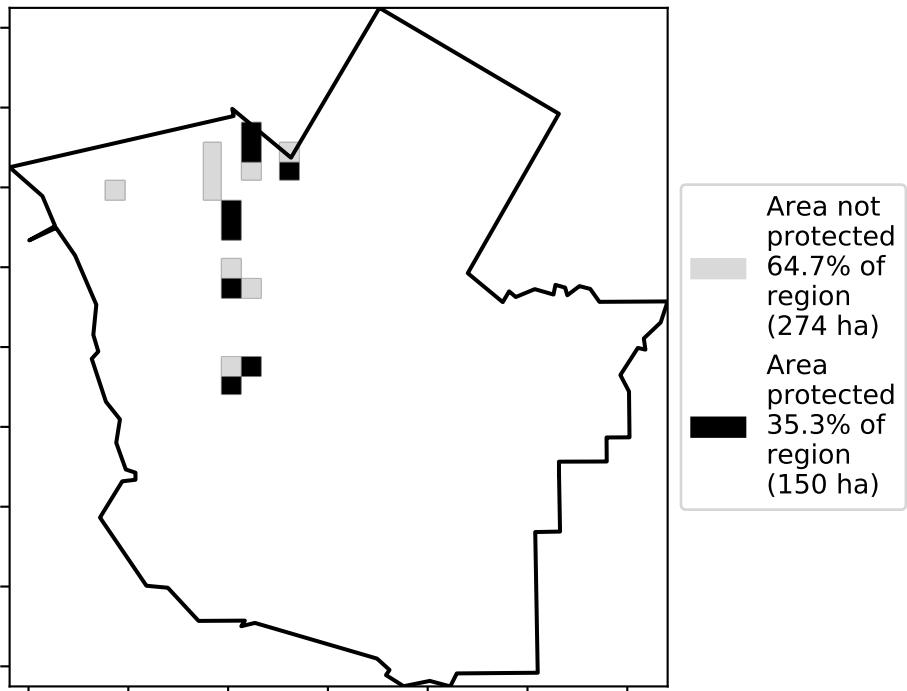 Area not
protected
64.7% of
region
(274 ha)
Area
protected
35.3% of
region
(150 ha)